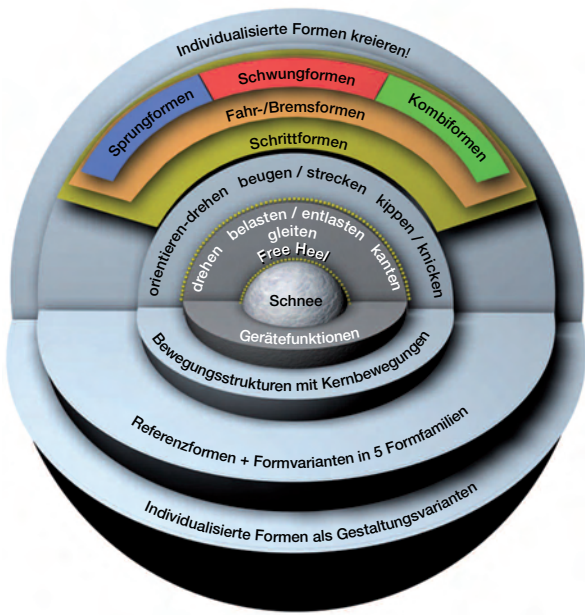 Individualisierte Formen kreieren!
Schwungformen
Sprungformen
Kombiformen
Fahr-/Bremsformen
Schrittformen
orientieren-drehen beugen / strecken kippen / knicken
drehen belasten / entlasten kanten
gleiten
Free Heel
Schnee
Gerätefunktionen
Bewegungsstrukturen mit Kernbewegungen
Referenzformen + Formvarianten in 5 Formfamilien
Individualisierte Formen als Gestaltungsvarianten